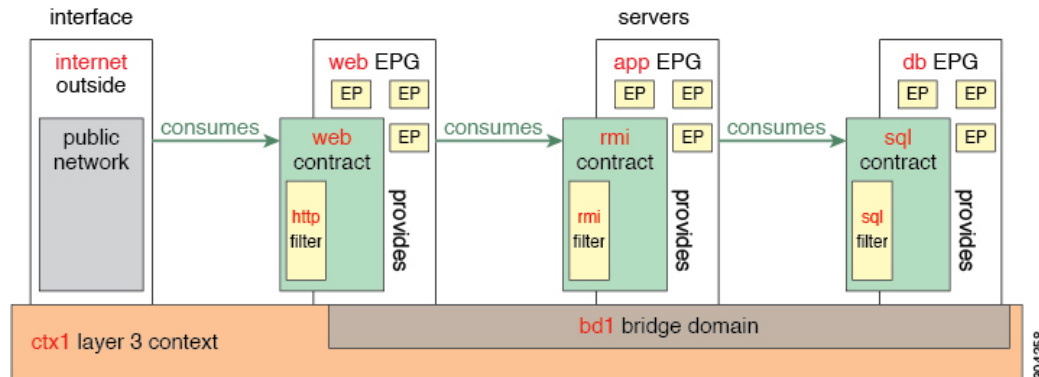 interface
servers
internet
outside
web EPG
app EPG
db EPG
EP
EP
EP
EP
EP
EP
public
network
consumes
web
contract
EP
consumes
rmi
contract
EP
consumes
sql
contract
EP
http
filter
provides
rmi
filter
provides
sql
filter
provides
bd1 bridge domain
ctx1 layer 3 context